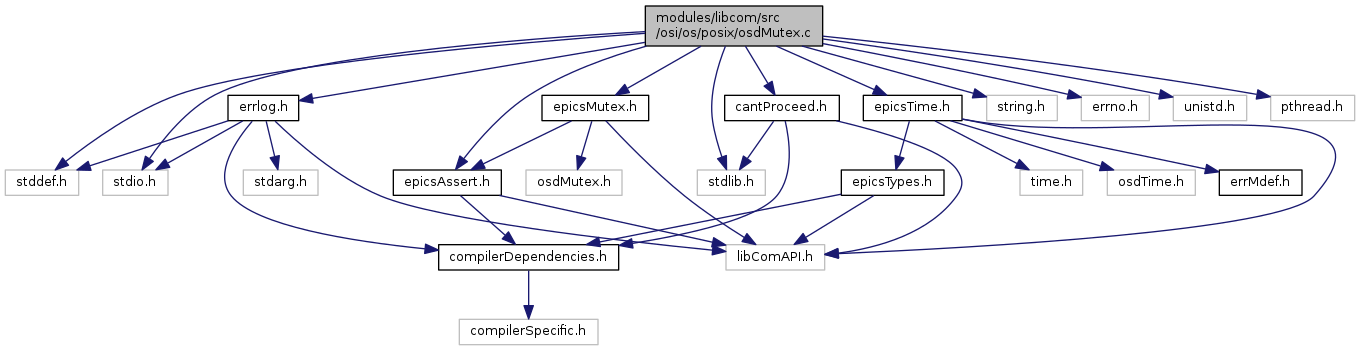 modules/libcom/src
/osi/os/posix/osdMutex.c
errlog.h
epicsMutex.h
cantProceed.h
epicsTime.h
string.h
errno.h
unistd.h
pthread.h
stddef.h
stdio.h
stdarg.h
epicsAssert.h
osdMutex.h
stdlib.h
epicsTypes.h
time.h
osdTime.h
errMdef.h
compilerDependencies.h
libComAPI.h
compilerSpecific.h